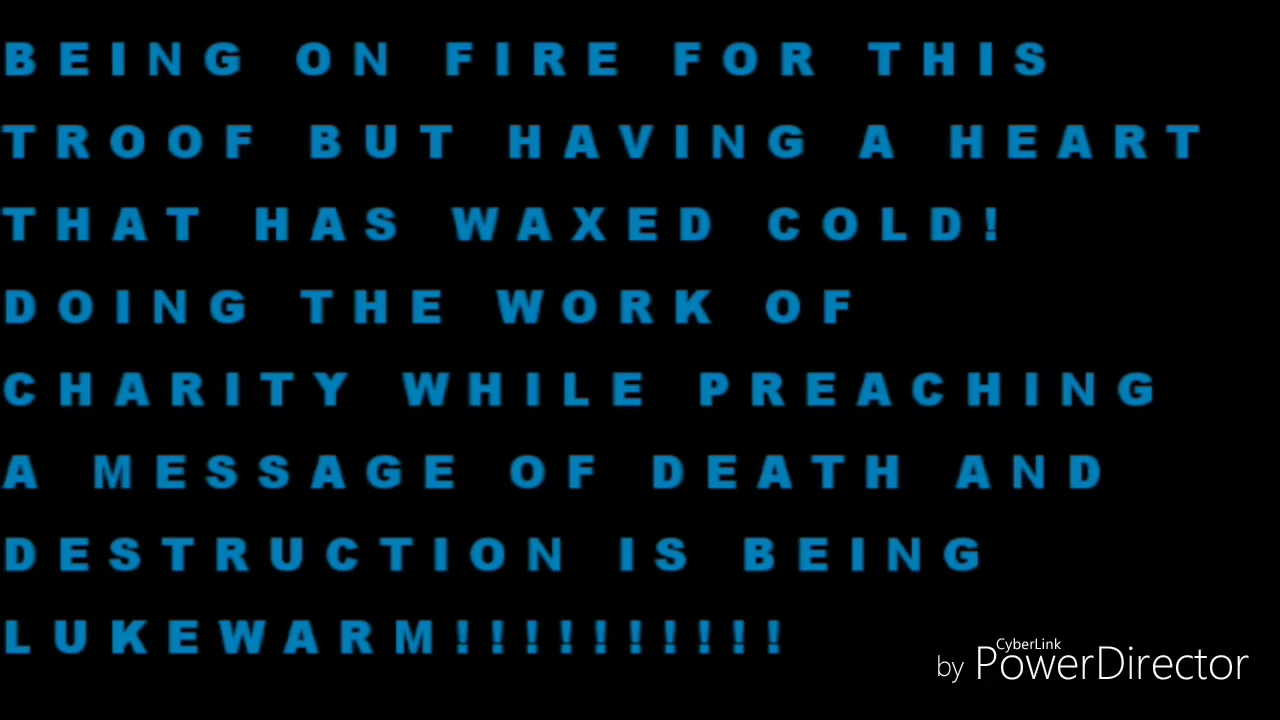 BEING ON FIRE FOR THIS
TROOF BUT HAVING A HEART
THAT HAS WAXED COLD!
DOING THE WORK OF
CHARITY WHILE PREACHING
A MESSAGE OF DEATH AND
DESTRUCTION IS BEING
LUKEWARM!!!!!!!!!!
CyberLink
by PowerDirector